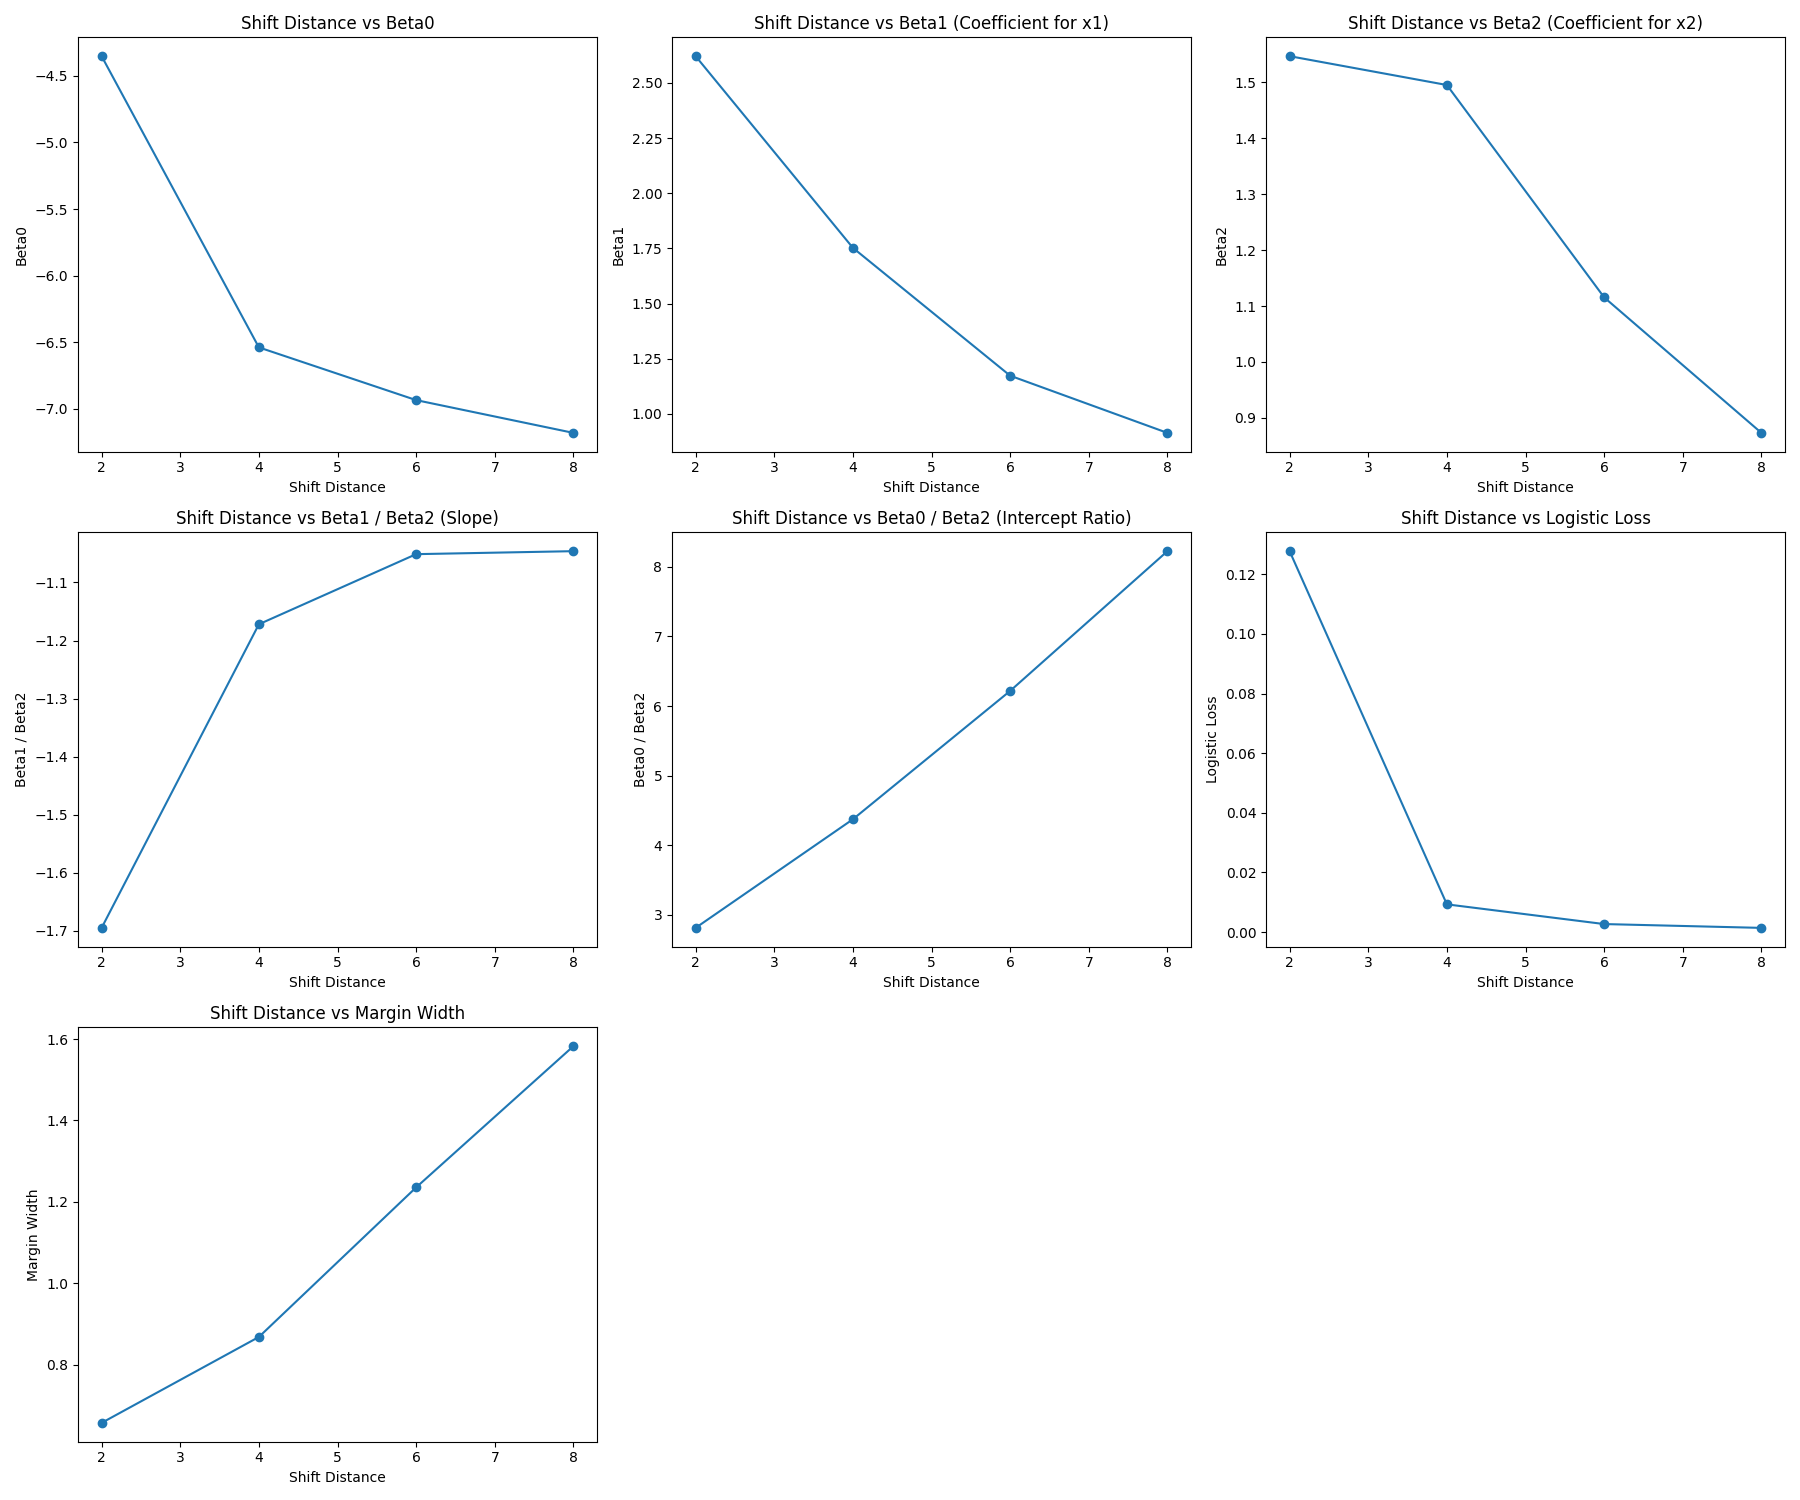 Shift Distance vs Beta0
−4.5
−5.0
−5.5
−6.0
−6.5
−7.0
Beta0
2 3 4 5 6 7 8
Shift Distance
Shift Distance vs Beta1 (Coefficient for x1)
2.50
2.25
2.00
1.75
1.50
1.25
1.00
Beta1
2 3 4 5 6 7 8
Shift Distance
Shift Distance vs Beta2 (Coefficient for x2)
1.5
1.4
1.3
1.2
1.1
1.0
0.9
Beta2
2 3 4 5 6 7 8
Shift Distance
Shift Distance vs Beta1 / Beta2 (Slope)
−1.1
−1.2
−1.3
−1.4
−1.5
−1.6
−1.7
Beta1 / Beta2
2 3 4 5 6 7 8
Shift Distance
Shift Distance vs Beta0 / Beta2 (Intercept Ratio)
8
7
6
5
4
3
Beta0 / Beta2
2 3 4 5 6 7 8
Shift Distance
Shift Distance vs Logistic Loss
0.12
0.10
0.08
0.06
0.04
0.02
0.00
Logistic Loss
2 3 4 5 6 7 8
Shift Distance
Shift Distance vs Margin Width
1.6
1.4
1.2
1.0
0.8
Margin Width
2 3 4 5 6 7 8
Shift Distance